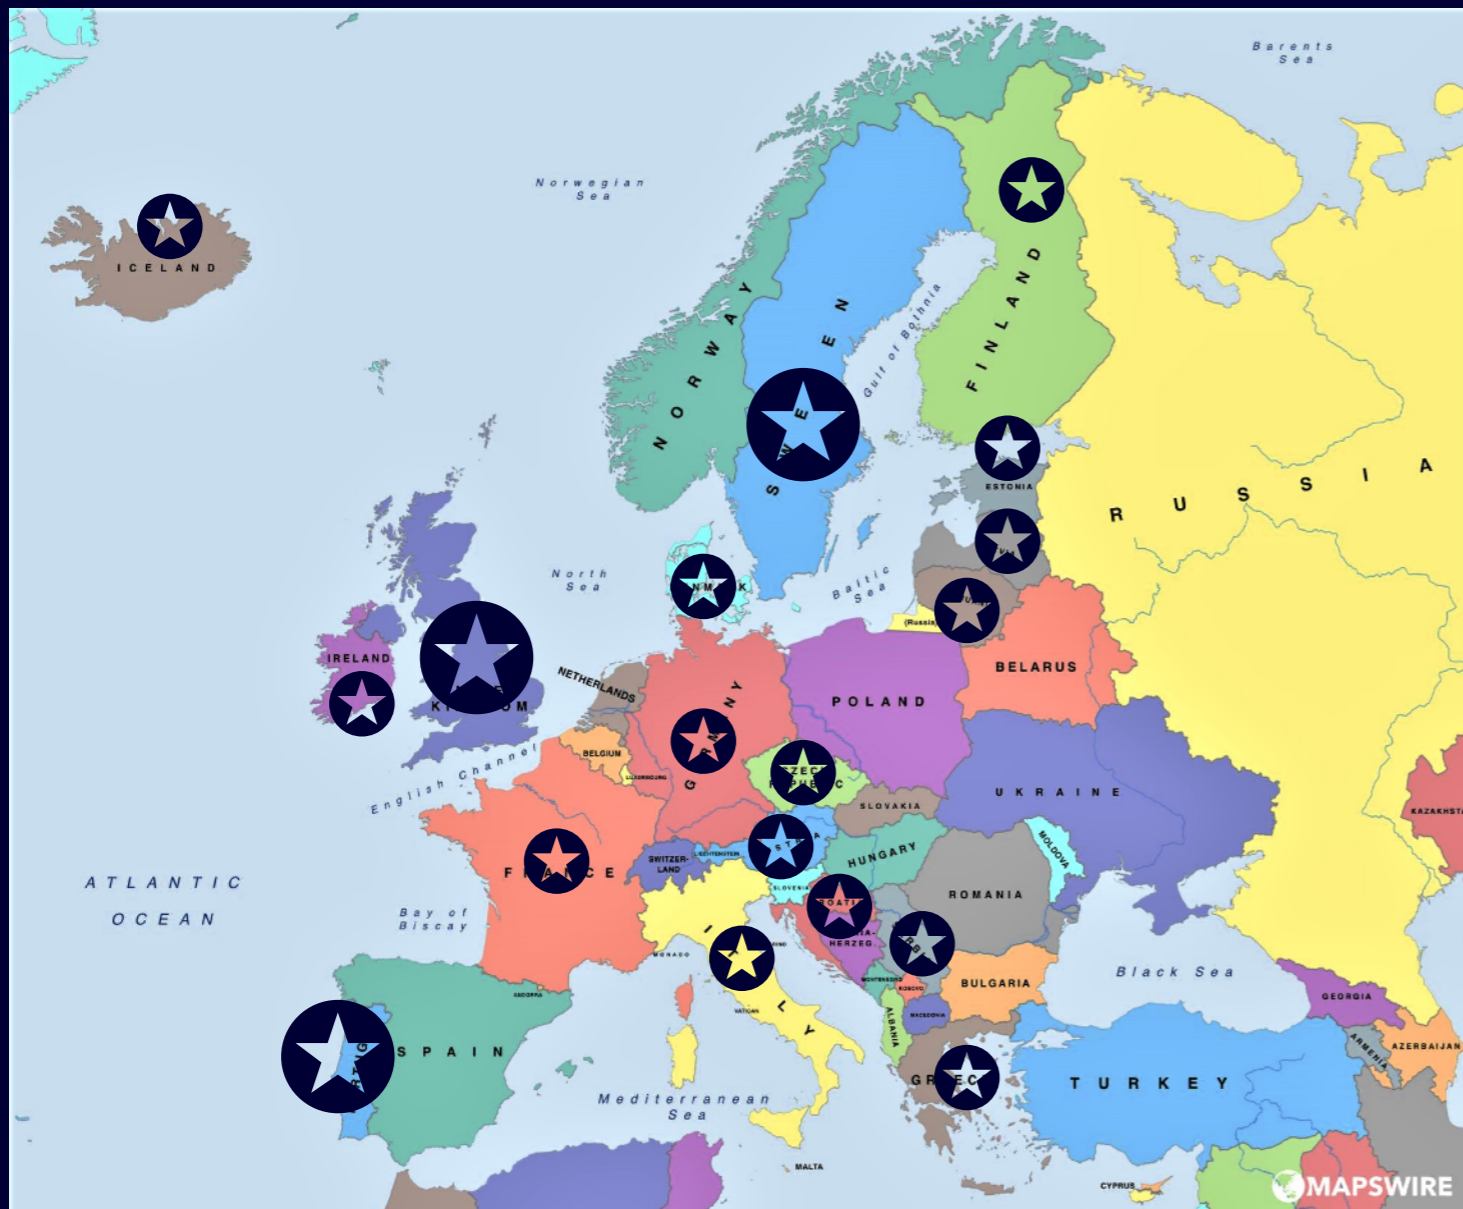 Barents
Sea
Norwegian
Sea
ICELAND
NORWAY
FINLAND
Gulf of Bothnia
ESTONIA
RUSSIA
North
Sea
Baltic
Sea
(Russia)
IRELAND
NETHERLANDS
BELARUS
POLAND
BELGIUM
LUXEMBOURG
English Channel
UKRAINE
SLOVAKIA
KAZAKHST
MOLDOVA
HUNGARY
SWITZER-
LAND
LIECHTENSTEIN
SLOVENIA
ROMANIA
ATLANTIC
OCEAN
Bay of
Biscay
HERZEG.
MONACO
Black Sea
MONTENEGRO
KOSOVO
BULGARIA
ANDORRA
GEORGIA
VATICAN
ALBANIA
MACEDONIA
ARMENIA
AZERBAIJAN
SPAIN
TURKEY
Mediterranean
Sea
MALTA
CYPRUS
MAPSWIRE